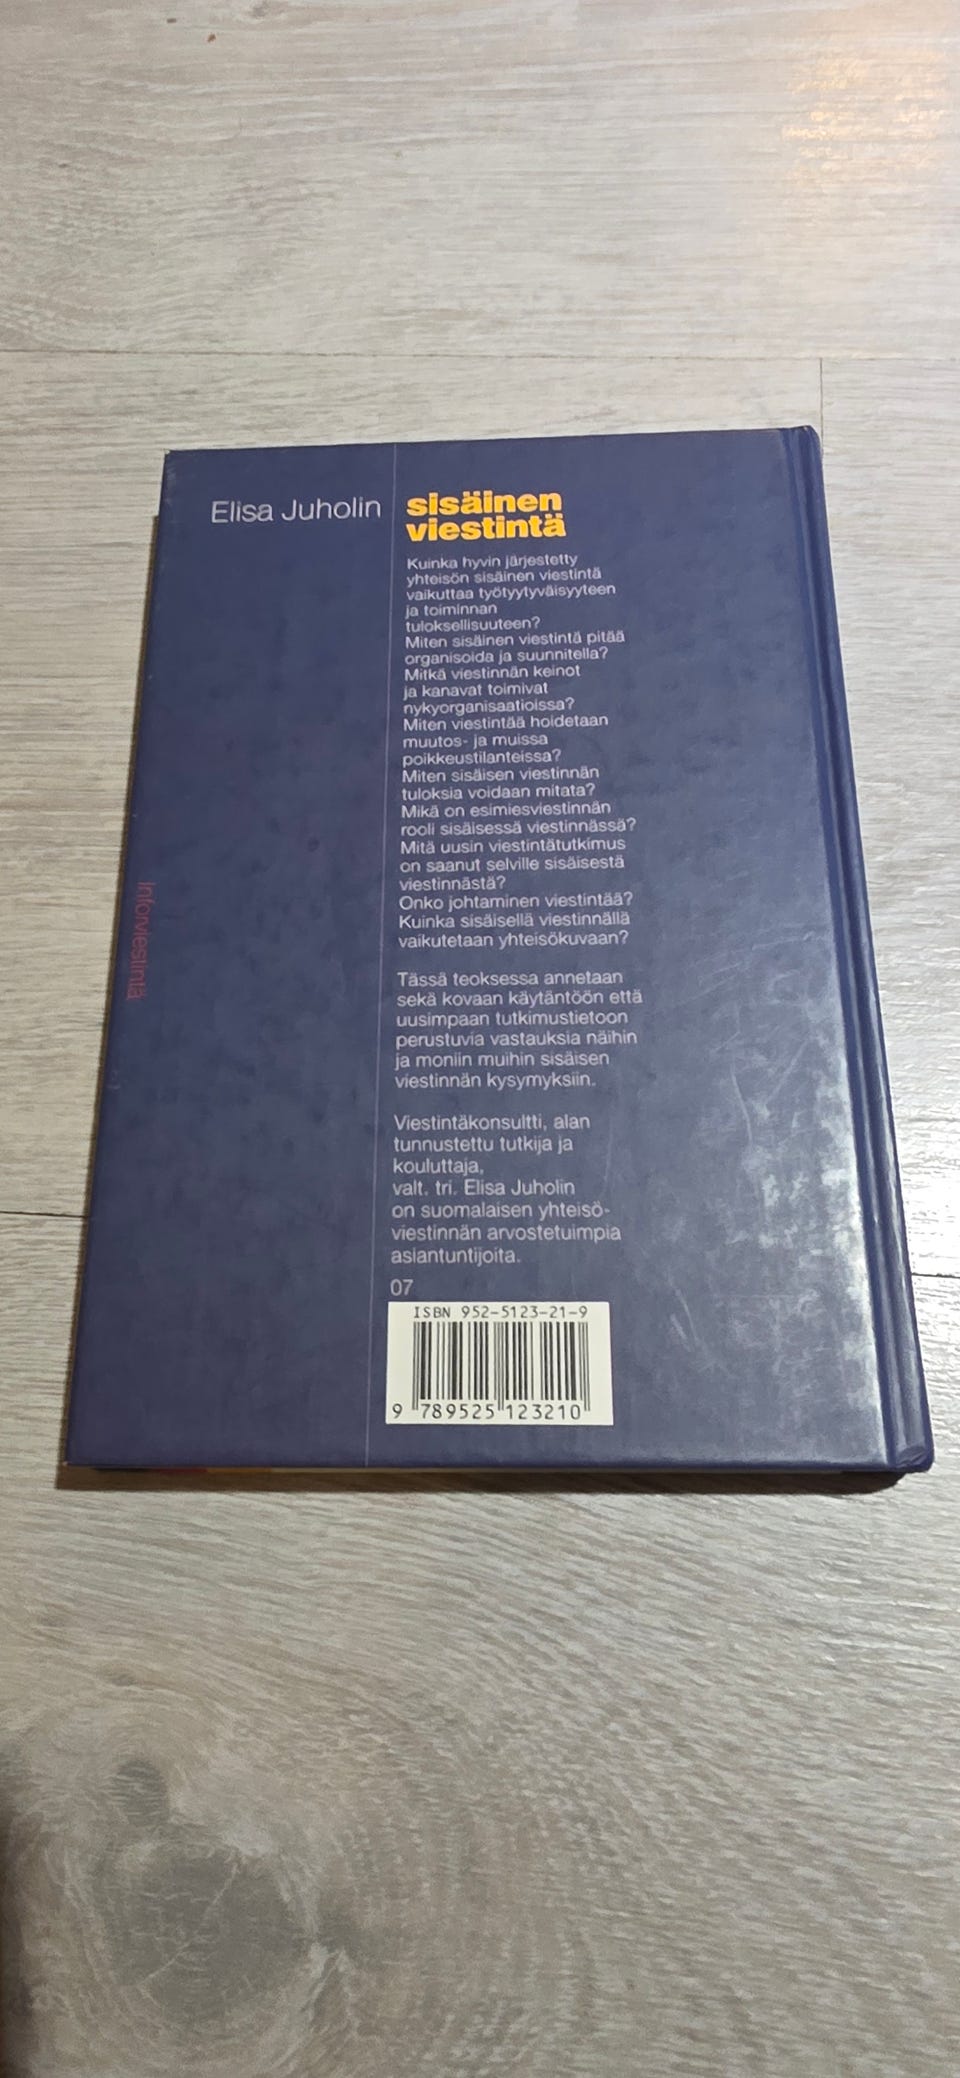 Elisa Juholin
sisäinen
viestintä
Kuinka hyvin järjestetty
yhteisön sisäinen viestintä
vaikuttaa työtyytyväisyyteen
ja toiminnan
tuloksellisuuteen?
Miten sisäinen viestintä pitää
organisoida ja suunnitella?
Mitkä viestinnän keinot
ja kanavat toimivat
nykyorganisaatioissa?
Miten viestintää hoidetaan
muutos- ja muissa
poikkeustilanteissa?
Miten sisäisen viestinnän
tuloksia voidaan mitata?
Mikä on esimiesviestinnän
rooli sisäisessä viestinnässä?
Mitä uusin viestintätutkimus
on saanut selville sisäisestä
viestinnästä?
Onko johtaminen viestintää?
Kuinka sisäisellä viestinnällä
vaikutetaan yhteisökuvaan?
Tässä teoksessa annetaan
sekä kovaan käytäntöön että
uusimpaan tutkimustietoon
perustuvia vastauksia näihin
ja moniin muihin sisäisen
viestinnän kysymyksiin.
Viestintäkonsultti, alan
tunnustettu tutkija ja
kouluttaja,
valt. tri. Elisa Juholin
on suomalaisen yhteisö-
viestinnän arvostetuimpia
asiantuntijoita.
07
ISBN 952-5123-21-9
9 789525 123210
Inforviestintä